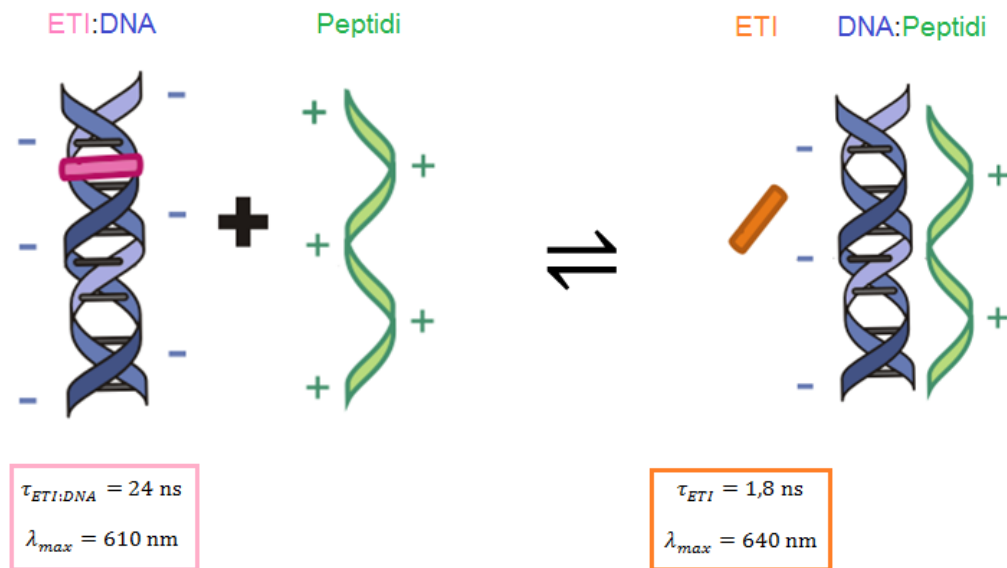 ETI:DNA
Peptidi
ETI
DNA:Peptidi
- - - - - - -
+ + + + + +
+
⇌
- - -
+ +
τ_ETI:DNA = 24 ns
λ_max = 610 nm
τ_ETI = 1,8 ns
λ_max = 640 nm